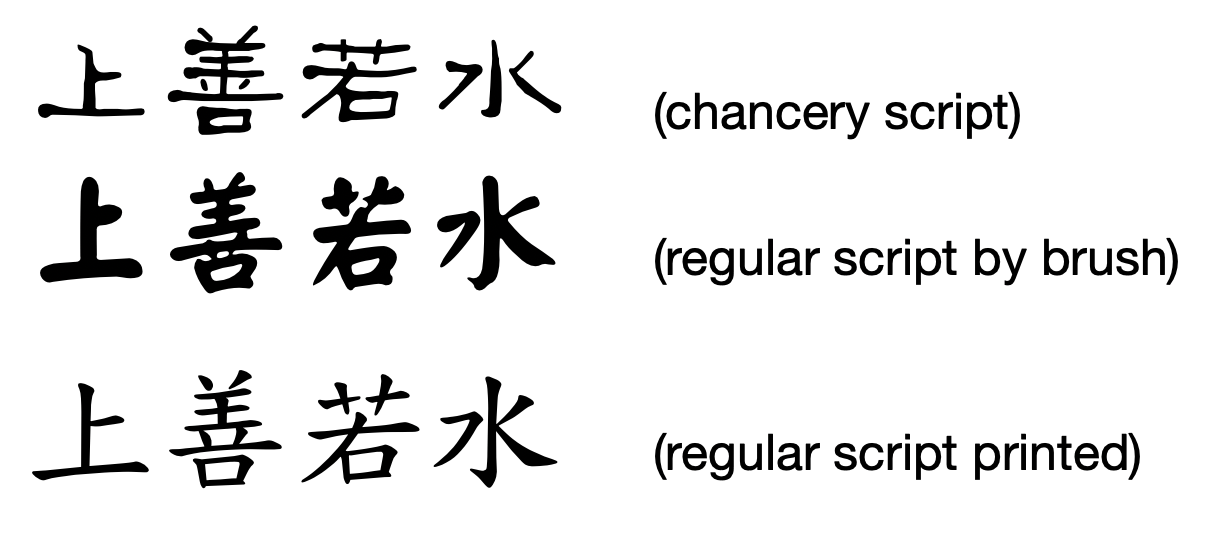 上善若水 (chancery script)
上善若水 (regular script by brush)
上善若水 (regular script printed)